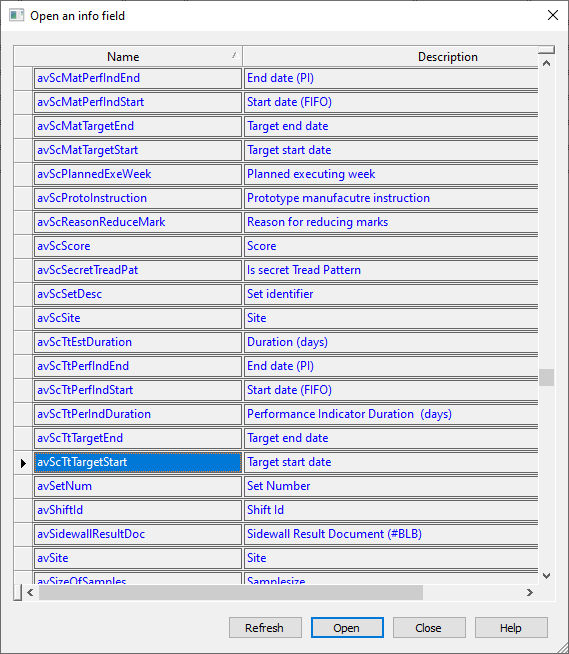 Open an info field
Name Description
avScMatPerfIndEnd End date (PI)
avScMatPerfIndStart Start date (FIFO)
avScMatTargetEnd Target end date
avScMatTargetStart Target start date
avScPlannedExeWeek Planned executing week
avScProtoInstruction Prototype manufacutre instruction
avScReasonReduceMark Reason for reducing marks
avScScore Score
avScSecretTreadPat Is secret Tread Pattern
avScSetDesc Set identifier
avScSite Site
avScTtEstDuration Duration (days)
avScTtPerfIndEnd End date (PI)
avScTtPerfIndStart Start date (FIFO)
avScTtPerIndDuration Performance Indicator Duration  (days)
avScTtTargetEnd Target end date
avScTtTargetStart Target start date
avSetNum Set Number
avShiftId Shift Id
avSidewallResultDoc Sidewall Result Document (#BLB)
avSite Site
avSizeOfSamples Samplesize
Refresh Open Close Help